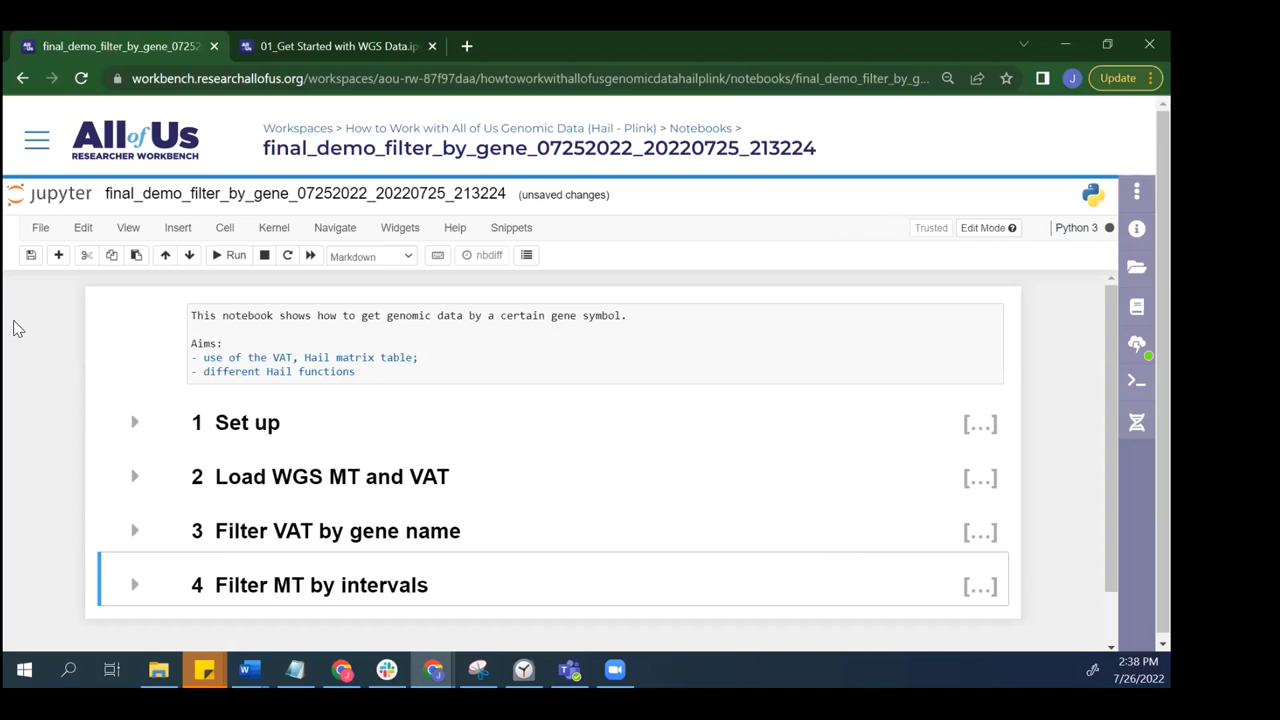 final_demo_filter_by_gene_0725
01_Get Started with WGS Data.ip
workbench.researchallofus.org/workspaces/aou-rw-87f97daa/howtoworkwithallofusgenomicdatahailplink/notebooks/final_demo_filter_by_g...
J
Update
All of Us
RESEARCHER WORKBENCH
Workspaces > How to Work with All of Us Genomic Data (Hail - Plink) > Notebooks >
final_demo_filter_by_gene_07252022_20220725_213224
jupyter final_demo_filter_by_gene_07252022_20220725_213224 (unsaved changes)
File Edit View Insert Cell Kernel Navigate Widgets Help Snippets
Trusted Edit Mode Python 3
Run Markdown nbdiff
This notebook shows how to get genomic data by a certain gene symbol.
Aims:
- use of the VAT, Hail matrix table;
- different Hail functions
1 Set up [...]
2 Load WGS MT and VAT [...]
3 Filter VAT by gene name [...]
4 Filter MT by intervals [...]
2:38 PM
7/26/2022